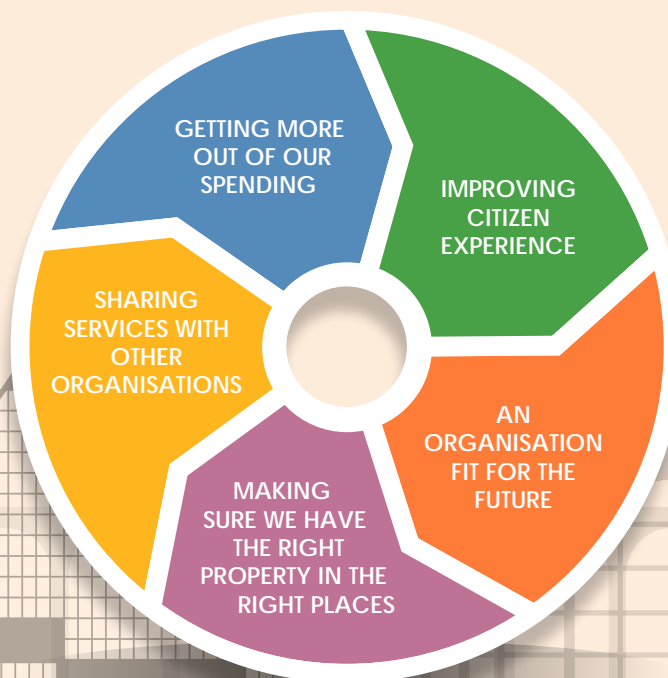 GETTING MORE
OUT OF OUR
SPENDING
IMPROVING
CITIZEN
EXPERIENCE
AN
ORGANISATION
FIT FOR THE
FUTURE
MAKING
SURE WE HAVE
THE RIGHT
PROPERTY IN THE
RIGHT PLACES
SHARING
SERVICES WITH
OTHER
ORGANISATIONS